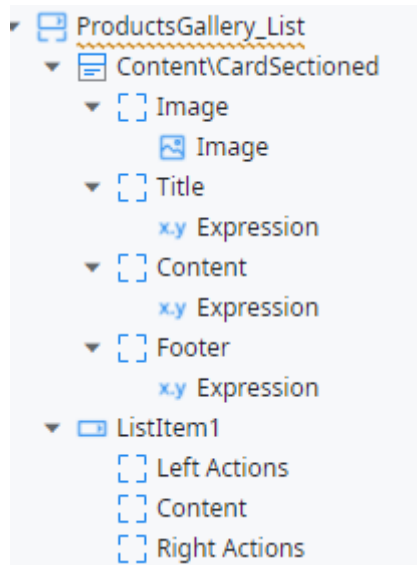 ProductsGallery_List
Content\CardSectioned
Image
Image
Title
x.y Expression
Content
x.y Expression
Footer
x.y Expression
ListItem1
Left Actions
Content
Right Actions